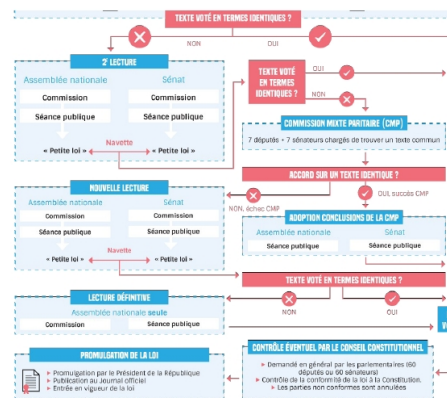 TEXTE VOTÉ EN TERMES IDENTIQUES ?
NON
OUI
2e LECTURE
Assemblée nationale
Sénat
Commission
Commission
Séance publique
Séance publique
Navette
« Petite loi »
« Petite loi »
TEXTE VOTÉ
EN TERMES
IDENTIQUES ?
OUI
NON
COMMISSION MIXTE PARITAIRE (CMP)
7 députés + 7 sénateurs chargés de trouver un texte commun
ACCORD SUR UN TEXTE IDENTIQUE ?
NON, échec CMP
OUI, succès CMP
NOUVELLE LECTURE
Assemblée nationale
Sénat
Commission
Commission
Séance publique
Séance publique
Navette
« Petite loi »
« Petite loi »
ADOPTION CONCLUSIONS DE LA CMP
Assemblée nationale
Sénat
Séance publique
Séance publique
TEXTE VOTÉ EN TERMES IDENTIQUES ?
NON
OUI
LECTURE DÉFINITIVE
Assemblée nationale seule
Commission
Séance publique
PROMULGATION DE LA LOI
Promulgation par le Président de la République
Publication au Journal officiel
Entrée en vigueur de la loi
CONTRÔLE ÉVENTUEL PAR LE CONSEIL CONSTITUTIONNEL
Demandé en général par les parlementaires (60
députés ou 60 sénateurs)
Contrôle de la conformité de la loi à la Constitution.
Les parties non conformes sont annulées